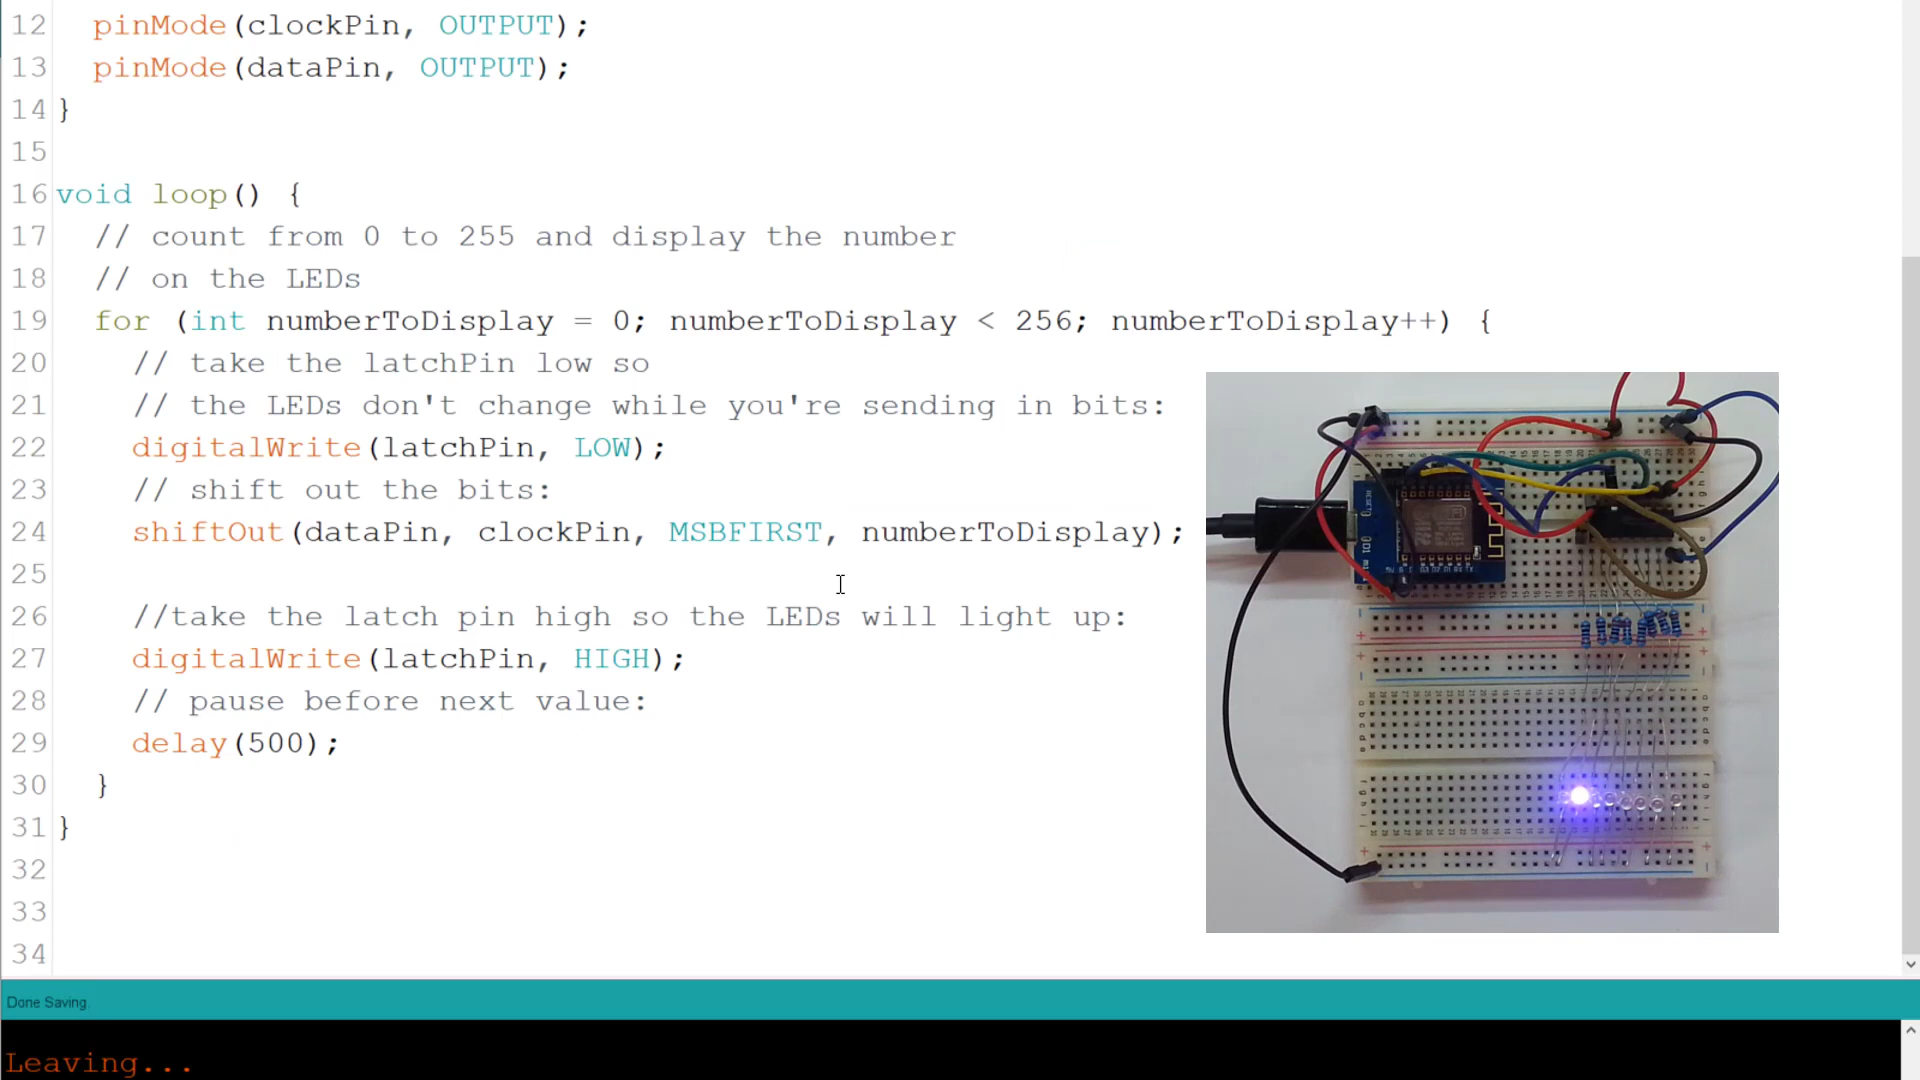 12 pinMode(clockPin, OUTPUT);
13 pinMode(dataPin, OUTPUT);
14 }
15
16 void loop() {
17 // count from 0 to 255 and display the number
18 // on the LEDs
19 for (int numberToDisplay = 0; numberToDisplay < 256; numberToDisplay++) {
20 // take the latchPin low so
21 // the LEDs don't change while you're sending in bits:
22 digitalWrite(latchPin, LOW);
23 // shift out the bits:
24 shiftOut(dataPin, clockPin, MSBFIRST, numberToDisplay);
25
26 //take the latch pin high so the LEDs will light up:
27 digitalWrite(latchPin, HIGH);
28 // pause before next value:
29 delay(500);
30 }
31 }
32
33
34
Done Saving.
Leaving...